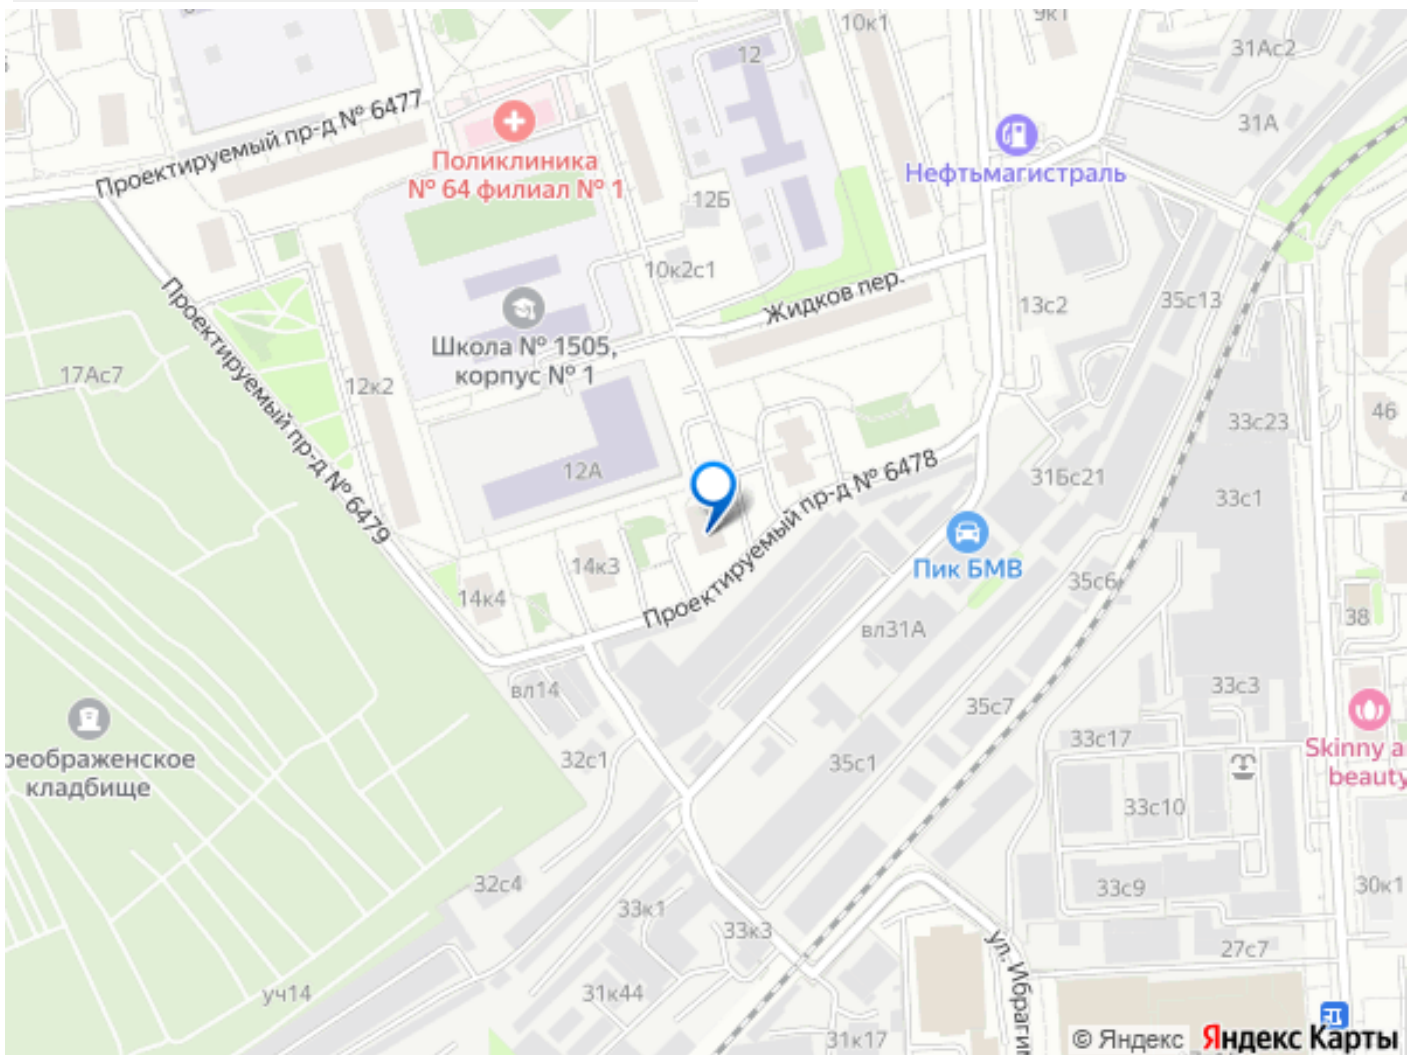 10к1
9к1
31Ас2
12
31А
Проектируемый пр-д № 6477
Поликлиника
№ 64 филиал № 1
Нефтьмагистраль
12Б
10к2с1
Жидков пер.
13с2
35с13
Школа № 1505,
корпус № 1
17Ас7
12к2
Проектируемый пр-д № 6479
46
33с23
12А
Проектируемый пр-д № 6478
31Бс21
33с1
Пик БМВ
14к3
14к4
35с6
38
вл31А
вл14
33с3
35с7
33с17
реображенское
кладбище
32с1
35с1
Skinny a
beauty
33с10
32с4
33с9
30к1
33к1
33к3
ул. Ибрагим
27с7
уч14
31к44
31к17
© Яндекс Яндекс Карты